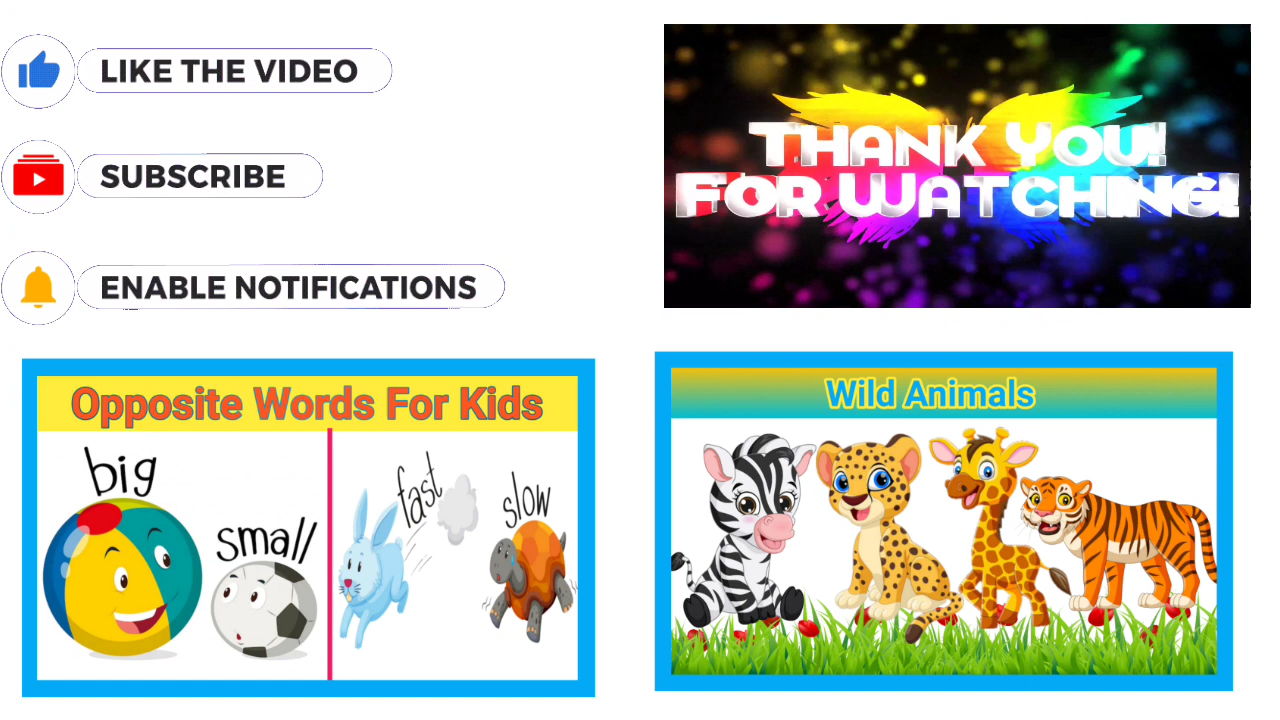 LIKE THE VIDEO
SUBSCRIBE
ENABLE NOTIFICATIONS
THANK YOU!
FOR WATCHING!
Opposite Words For Kids
big
small
fast
slow
Wild Animals